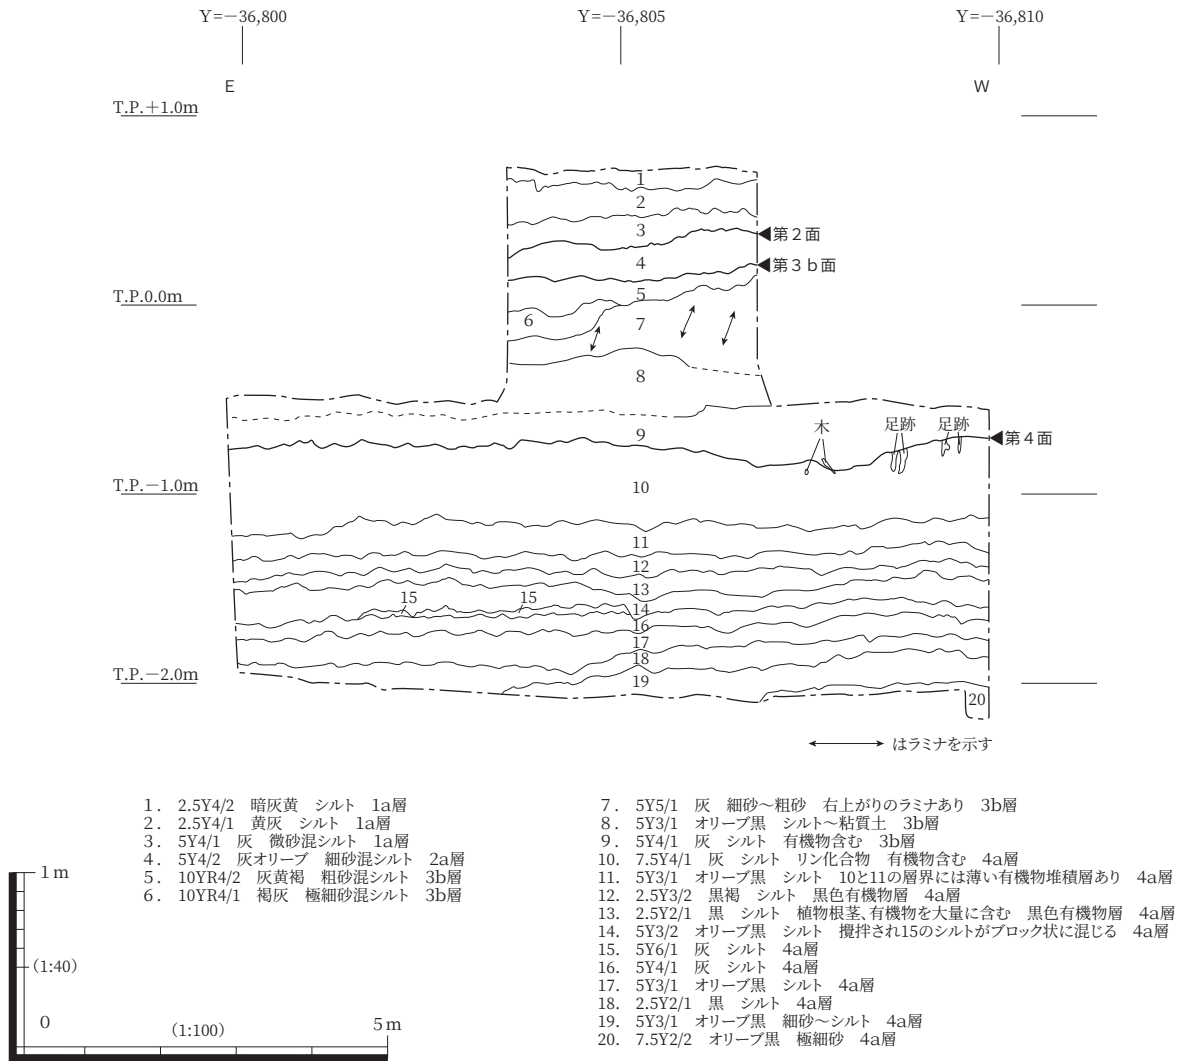 Y=−36,800
Y=−36,805
Y=−36,810
E
W
T.P.＋1.0m
1
2
3
第２面
4
第３ｂ面
T.P.0.0m
5
6
7
8
木
足跡
足跡
9
第４面
T.P.−1.0m
10
11
12
13
15
15
14
16
17
18
T.P.−2.0m
19
20
はラミナを示す
１． 2.5Y4/2　暗灰黄　シルト　1a層
２． 2.5Y4/1　黄灰　シルト　1a層
３． 5Y4/1　灰　微砂混シルト　1a層
４． 5Y4/2　灰オリーブ　細砂混シルト　2a層
５． 10YR4/2　灰黄褐　粗砂混シルト　3b層
６． 10YR4/1　褐灰　極細砂混シルト　3b層
７． 5Y5/1　灰　細砂～粗砂　右上がりのラミナあり　3b層
８． 5Y3/1　オリーブ黒　シルト～粘質土　3b層
９． 5Y4/1　灰　シルト　有機物含む　3b層
10. 7.5Y4/1　灰　シルト　リン化合物　有機物含む　4a層
11. 5Y3/1　オリーブ黒　シルト　10と11の層界には薄い有機物堆積層あり　4a層
12. 2.5Y3/2　黒褐　シルト　黒色有機物層　4a層
13. 2.5Y2/1　黒　シルト　植物根茎、有機物を大量に含む　黒色有機物層　4a層
14. 5Y3/2　オリーブ黒　シルト　攪拌され15のシルトがブロック状に混じる　4a層
15. 5Y6/1　灰　シルト　4a層
16. 5Y4/1　灰　シルト　4a層
17. 5Y3/1　オリーブ黒　シルト　4a層
18. 2.5Y2/1　黒　シルト　4a層
19. 5Y3/1　オリーブ黒　細砂～シルト　4a層
20. 7.5Y2/2　オリーブ黒　極細砂　4a層
1ｍ
（1:40）
0
（1:100）
5ｍ